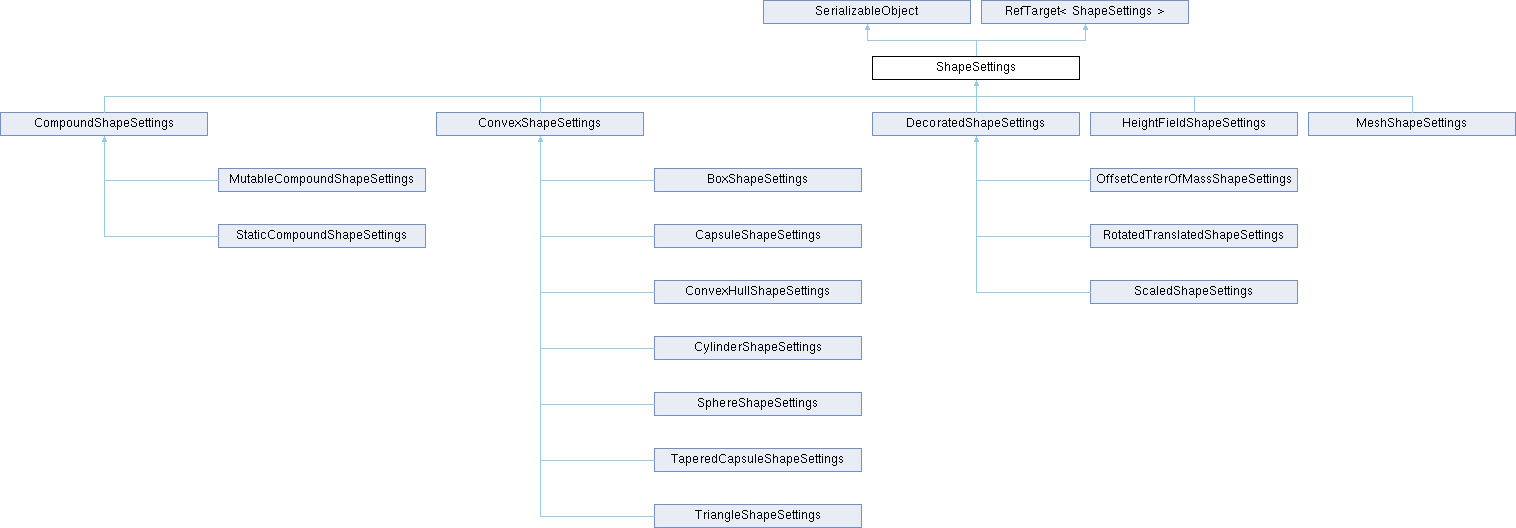 SerializableObject
RefTarget< ShapeSettings >
ShapeSettings
CompoundShapeSettings
ConvexShapeSettings
DecoratedShapeSettings
HeightFieldShapeSettings
MeshShapeSettings
MutableCompoundShapeSettings
BoxShapeSettings
OffsetCenterOfMassShapeSettings
StaticCompoundShapeSettings
CapsuleShapeSettings
RotatedTranslatedShapeSettings
ConvexHullShapeSettings
ScaledShapeSettings
CylinderShapeSettings
SphereShapeSettings
TaperedCapsuleShapeSettings
TriangleShapeSettings